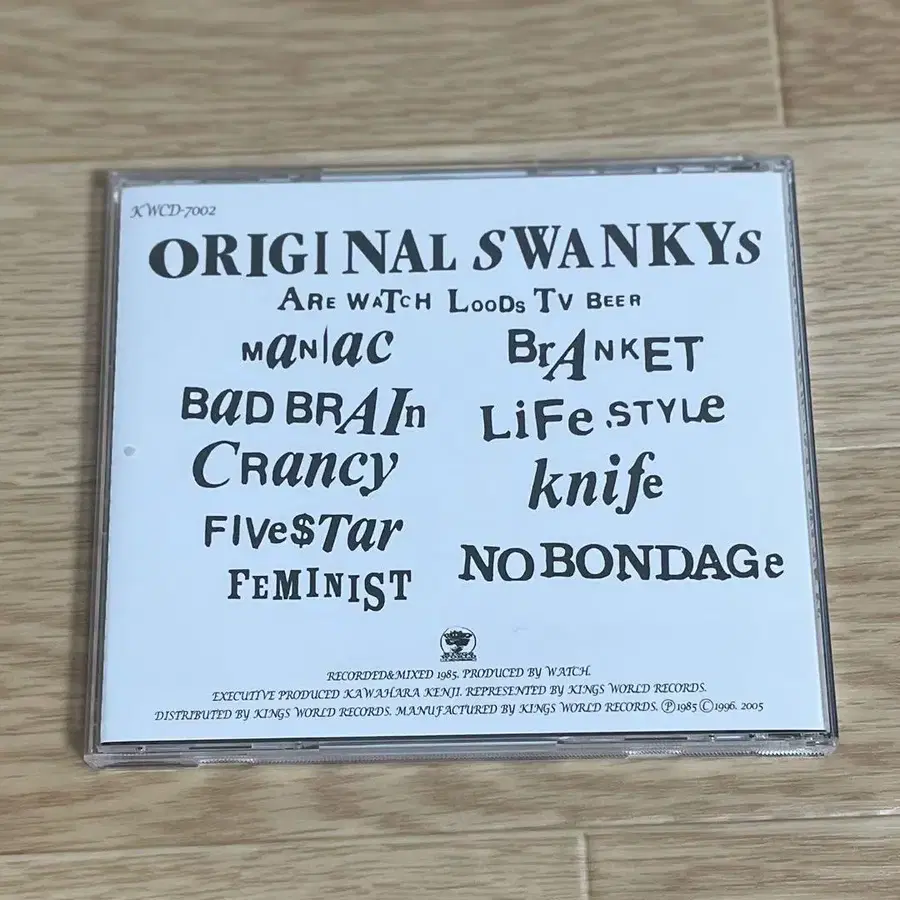 KWCD-7002
ORIGINAL SWANKYs
ARE WATCH LOODS TV BEER
MaNIaC
BaD BRAIn
CRancy
FIVe$Tar
FeMINIST
BrANKET
LiFe STYLe
knife
NO BONDAGe
RECORDED&MIXED 1985. PRODUCED BY WATCH.
EXECUTIVE PRODUCED KAWAHARA KENJI. REPRESENTED BY KINGS WORLD RECORDS.
DISTRIBUTED BY KINGS WORLD RECORDS. MANUFACTURED BY KINGS WORLD RECORDS. Ⓟ1985 Ⓒ1996. 2005